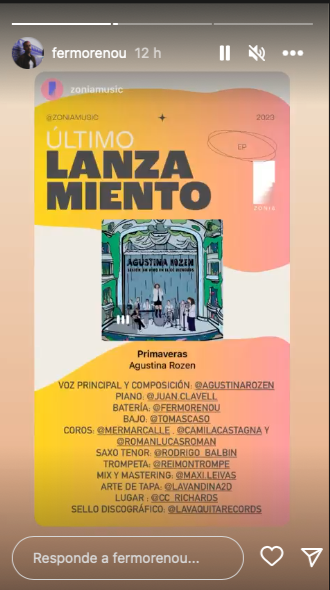 fermorenou 12 h
zoniamusic
@ZONIAMUSIC
2023
ÚLTIMO
LANZA
MIENTO
EP
ZONIA
AGUSTINA ROZEN
Primaveras
Agustina Rozen
VOZ PRINCIPAL Y COMPOSICIÓN: @AGUSTINAROZEN
PIANO: @JUAN.CLAVELL
BATERÍA: @FERMORENOU
BAJO: @TOMASCASO
COROS: @MERMARCALLE , @CAMILACASTAGNA Y
@ROMANLUCASROMAN
SAXO TENOR: @RODRIGO_BALBIN
TROMPETA: @REIMONTROMPE
MIX Y MASTERING: @MAXI.LEIVAS
ARTE DE TAPA: @LAVANDINA2D
LUGAR : @CC_RICHARDS
SELLO DISCOGRÁFICO: @LAVAQUITARECORDS
Responde a fermorenou...